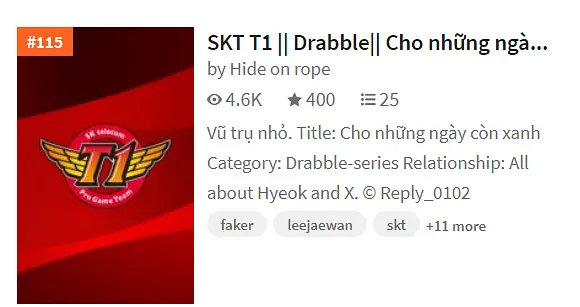 #115
SKT T1 || Drabble|| Cho những ngà...
by Hide on rope
4.6K 400 25
Vũ trụ nhỏ. Title: Cho những ngày còn xanh
Category: Drabble-series Relationship: All
about Hyeok and X. © Reply_0102
faker leejaewan skt +11 more
SK telecom
T1
Pro Game Team